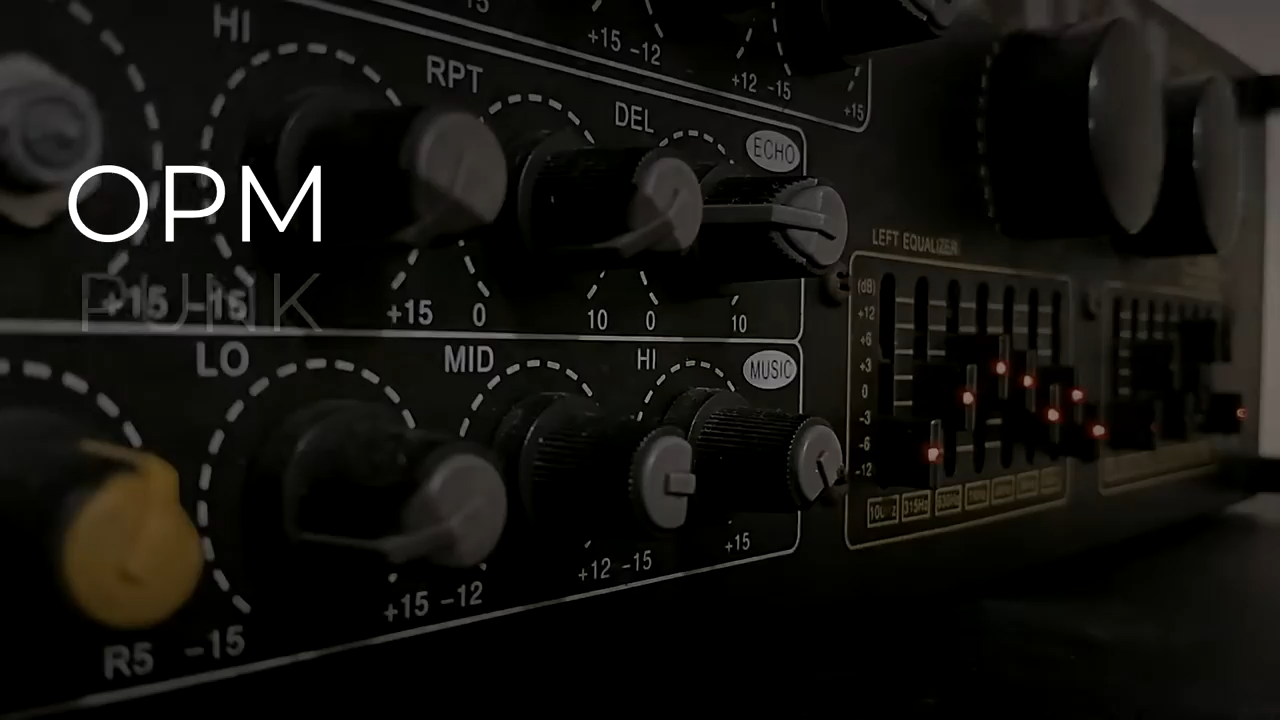 15
+15 -12
+12 -15
+15
HI
RPT
DEL
ECHO
OPM
PUNK
+15 -15
+15 0
10 0
10
LEFT EQUALIZER
(dB)
+12
+6
+3
0
-3
-6
-12
315Hz
LO
MID
HI
MUSIC
R5 -15
+15 -12
+12 -15
+15